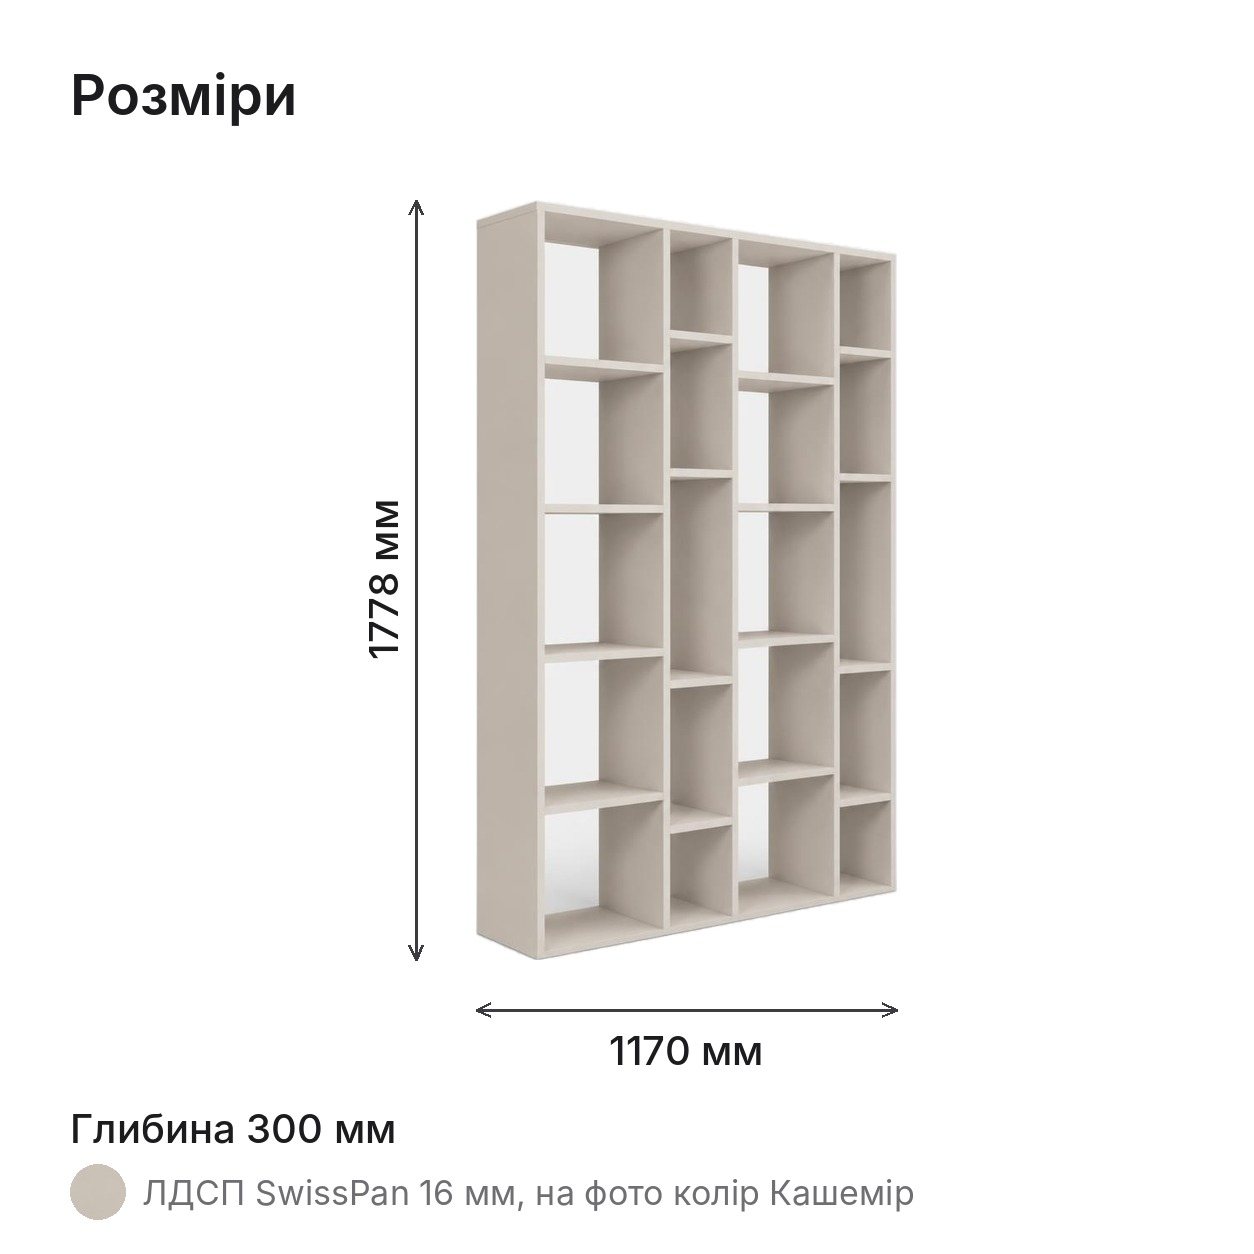 Розміри
1778 мм
1170 мм
Глибина 300 мм
ЛДСП SwissPan 16 мм, на фото колір Кашемір